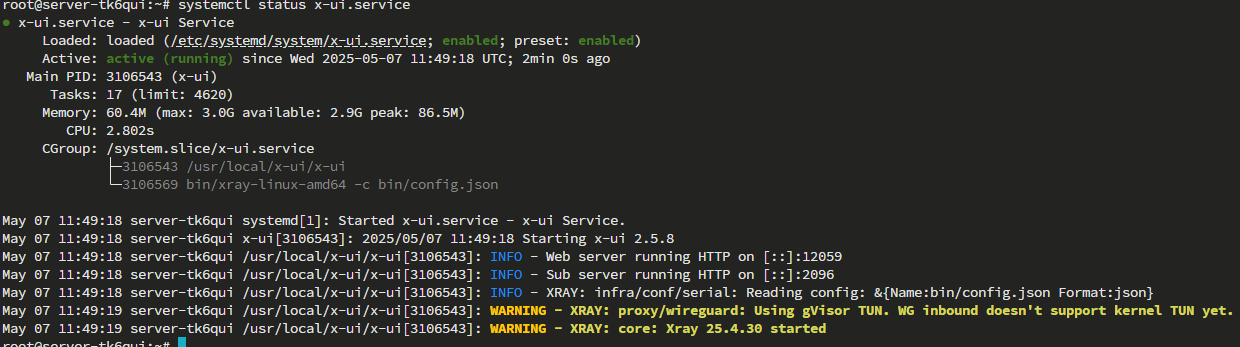 root@server-tk6qui:~# systemctl status x-ui.service
● x-ui.service - x-ui Service
Loaded: loaded (/etc/systemd/system/x-ui.service; enabled; preset: enabled)
Active: active (running) since Wed 2025-05-07 11:49:18 UTC; 2min 0s ago
Main PID: 3106543 (x-ui)
Tasks: 17 (limit: 4620)
Memory: 60.4M (max: 3.0G available: 2.9G peak: 86.5M)
CPU: 2.802s
CGroup: /system.slice/x-ui.service
├─3106543 /usr/local/x-ui/x-ui
└─3106569 bin/xray-linux-amd64 -c bin/config.json
May 07 11:49:18 server-tk6qui systemd[1]: Started x-ui.service - x-ui Service.
May 07 11:49:18 server-tk6qui x-ui[3106543]: 2025/05/07 11:49:18 Starting x-ui 2.5.8
May 07 11:49:18 server-tk6qui /usr/local/x-ui/x-ui[3106543]: INFO - Web server running HTTP on [::]:12059
May 07 11:49:18 server-tk6qui /usr/local/x-ui/x-ui[3106543]: INFO - Sub server running HTTP on [::]:2096
May 07 11:49:18 server-tk6qui /usr/local/x-ui/x-ui[3106543]: INFO - XRAY: infra/conf/serial: Reading config: &{Name:bin/config.json Format:json}
May 07 11:49:19 server-tk6qui /usr/local/x-ui/x-ui[3106543]: WARNING - XRAY: proxy/wireguard: Using gVisor TUN. WG inbound doesn't support kernel TUN yet.
May 07 11:49:19 server-tk6qui /usr/local/x-ui/x-ui[3106543]: WARNING - XRAY: core: Xray 25.4.30 started
root@server-tk6qui:~#